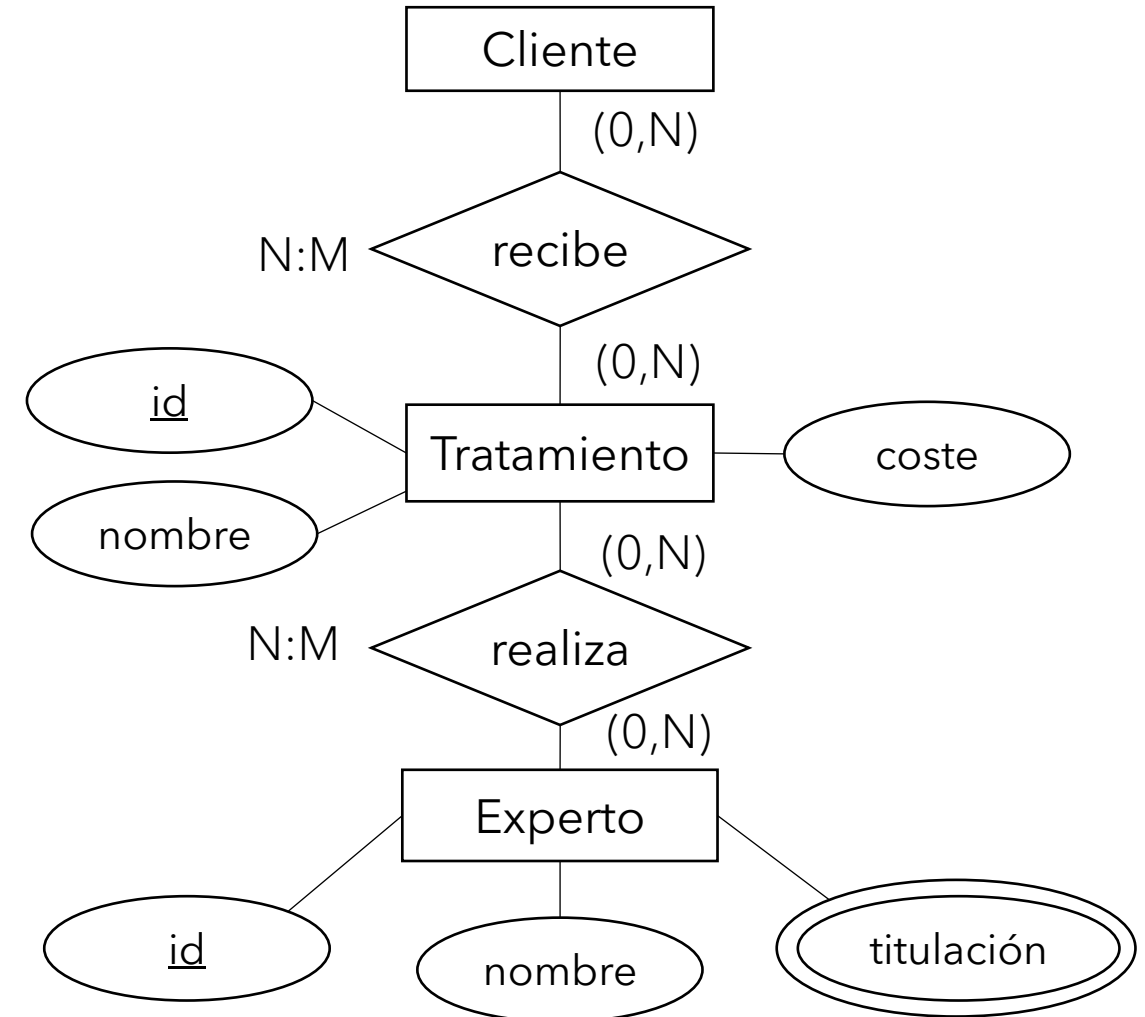 Cliente
(0,N)
N:M
recibe
(0,N)
id
Tratamiento
coste
nombre
(0,N)
N:M
realiza
(0,N)
Experto
id
nombre
titulación